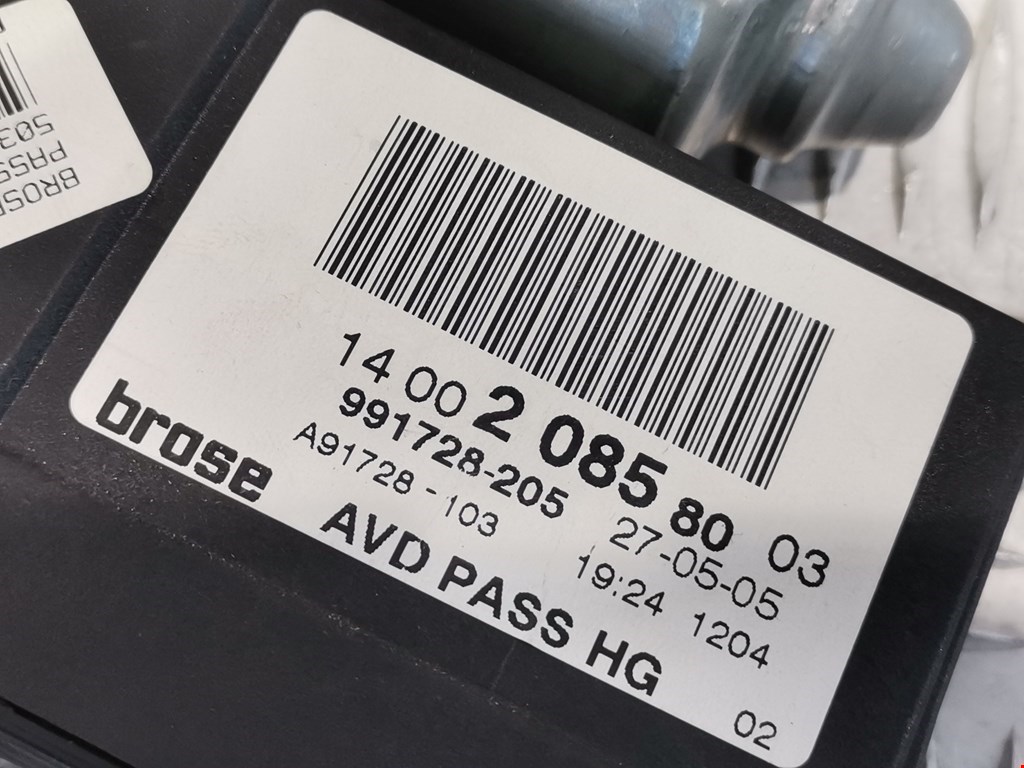 BROSE
PASS
503
14 00 2 085 80 03
991728-205 27-05-05
A91728-103 19:24 1204
brose AVD PASS HG
02